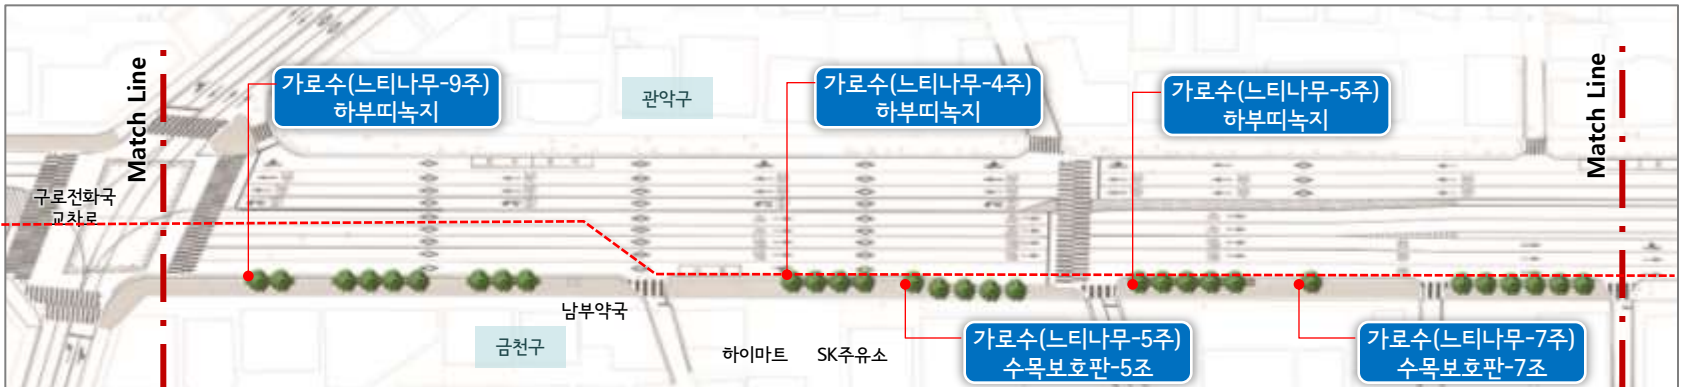 Match Line
가로수(느티나무-9주)
하부띠녹지
관악구
가로수(느티나무-4주)
하부띠녹지
가로수(느티나무-5주)
하부띠녹지
Match Line
구로전화국
교차로
남부약국
금천구
하이마트
SK주유소
가로수(느티나무-5주)
수목보호판-5조
가로수(느티나무-7주)
수목보호판-7조